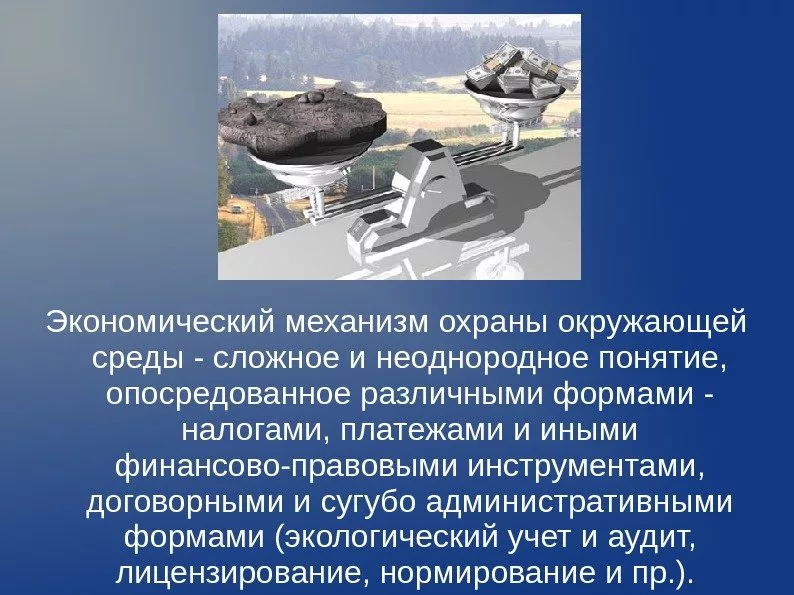 Экономический механизм охраны окружающей
среды - сложное и неоднородное понятие,
опосредованное различными формами -
налогами, платежами и иными
финансово-правовыми инструментами,
договорными и сугубо административными
формами (экологический учет и аудит,
лицензирование, нормирование и пр.).